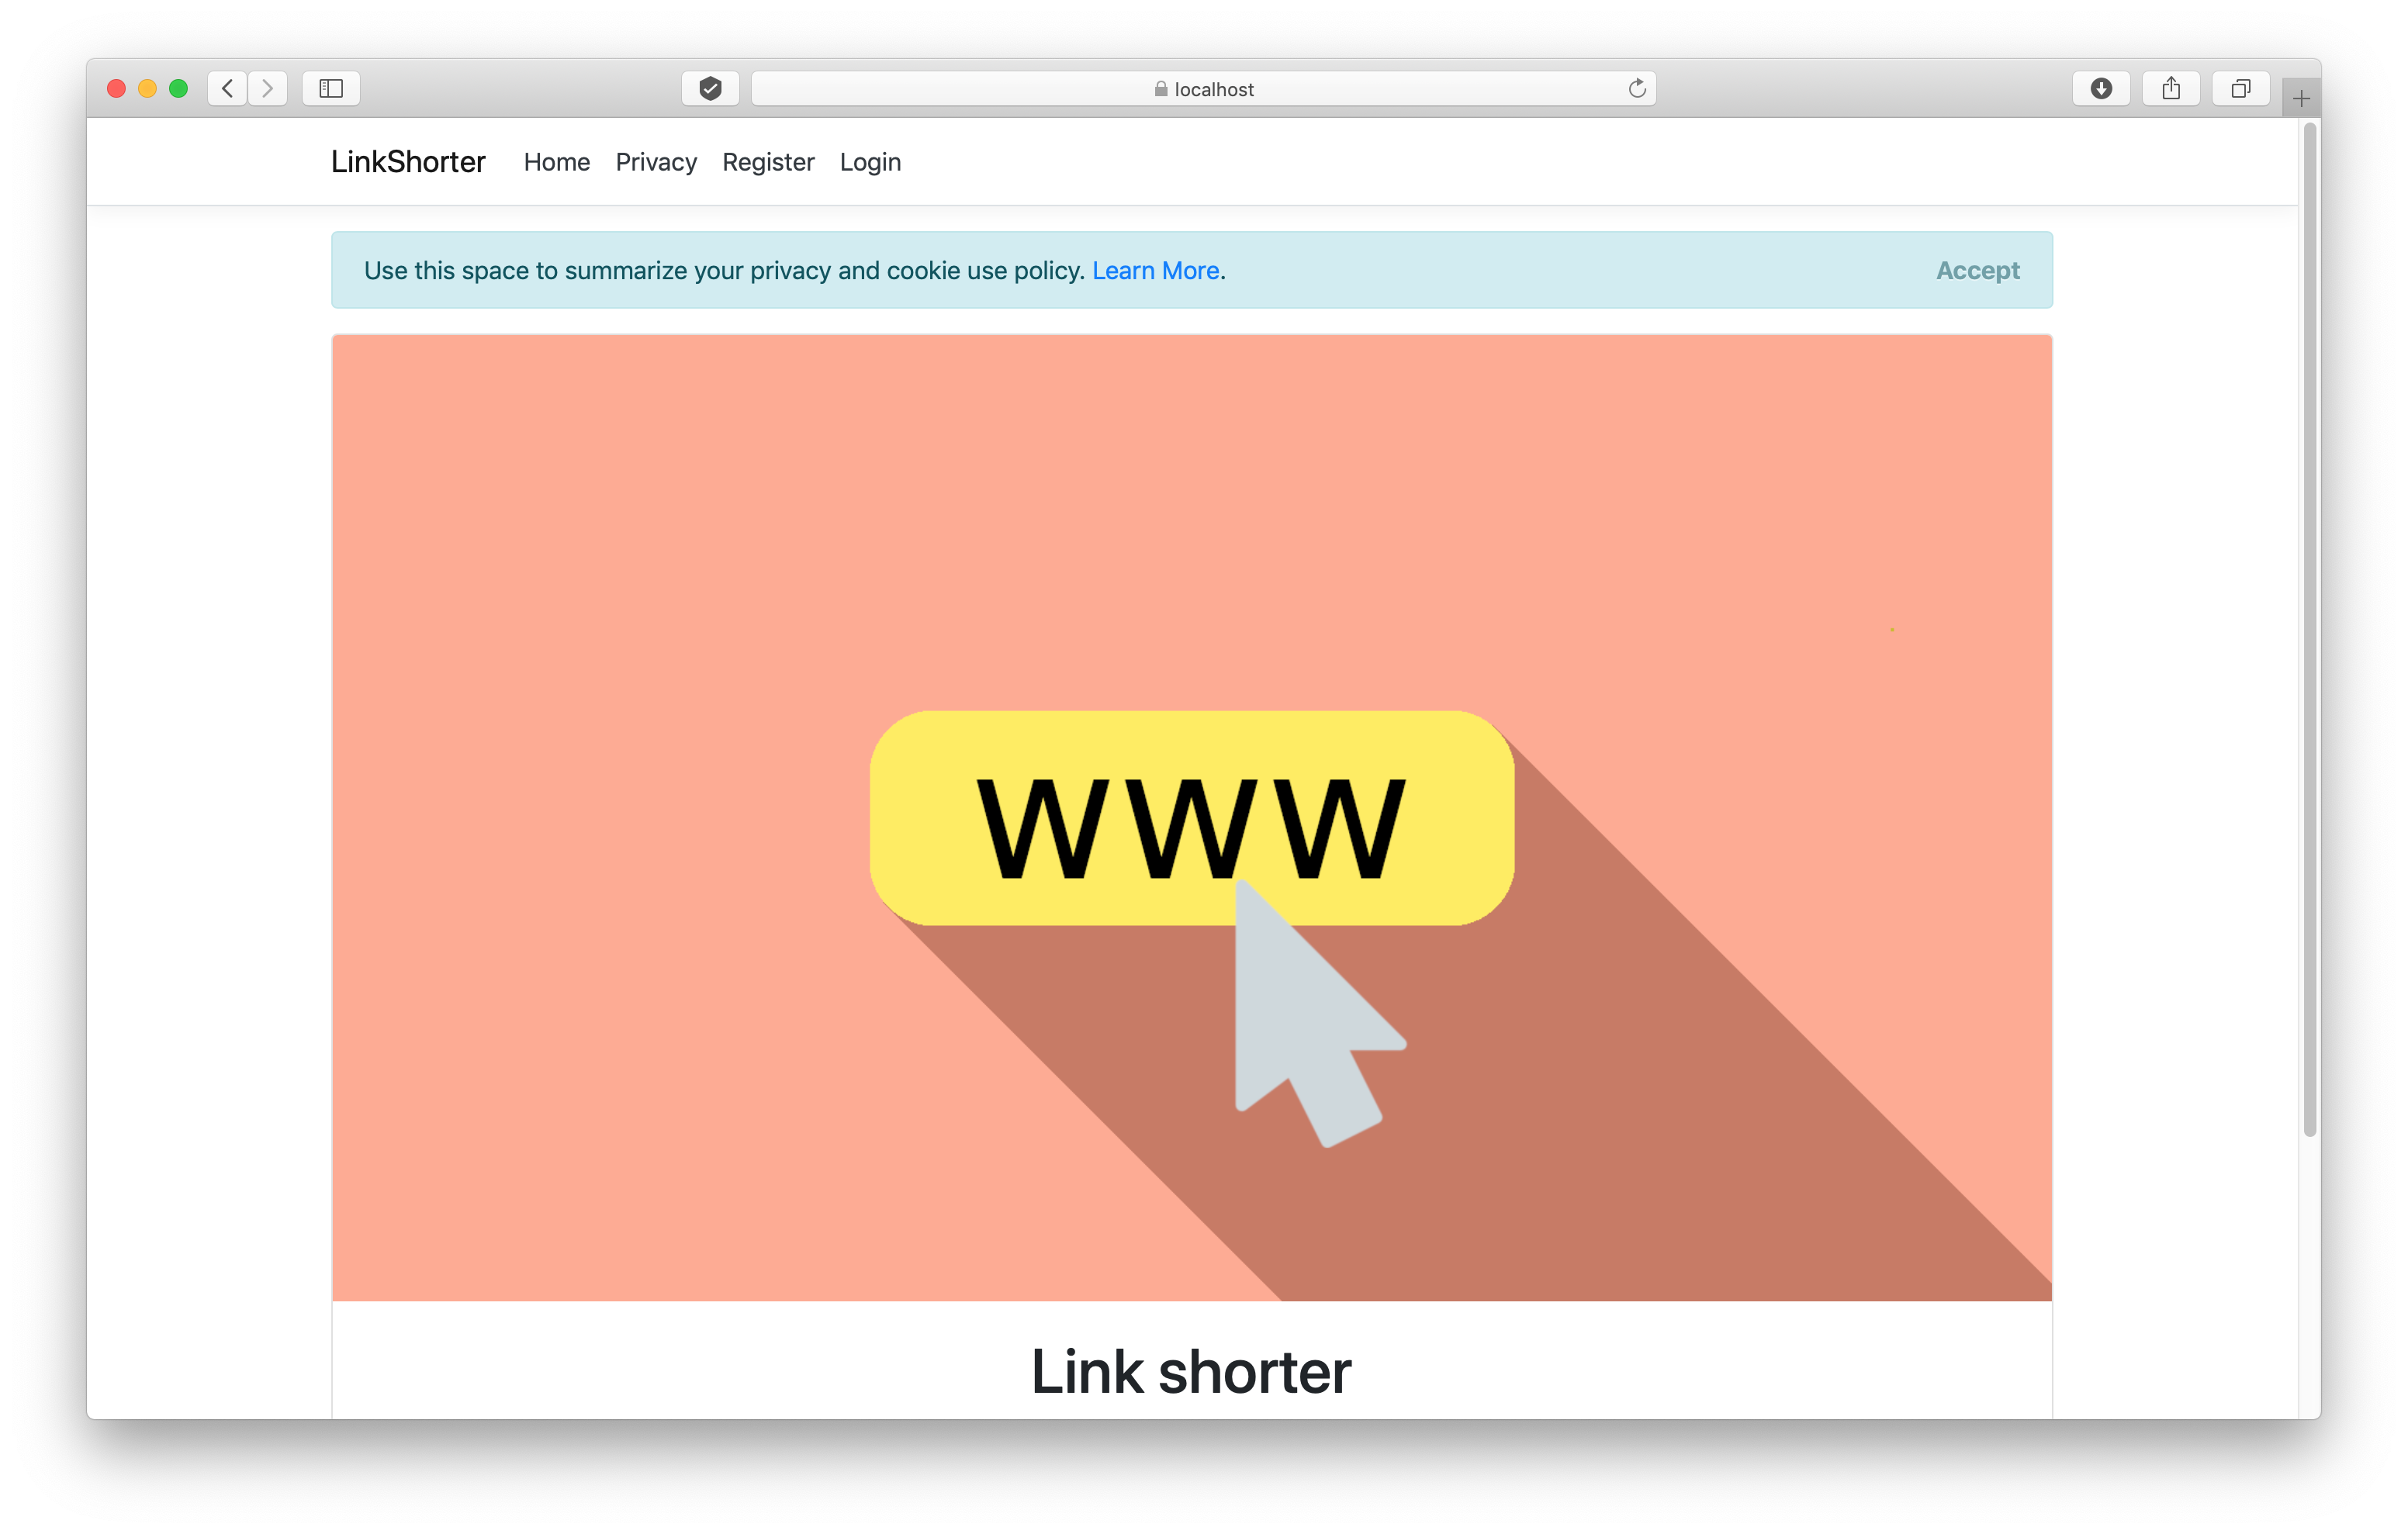 localhost
LinkShorter Home Privacy Register Login
Use this space to summarize your privacy and cookie use policy. Learn More. Accept
WWW
Link shorter